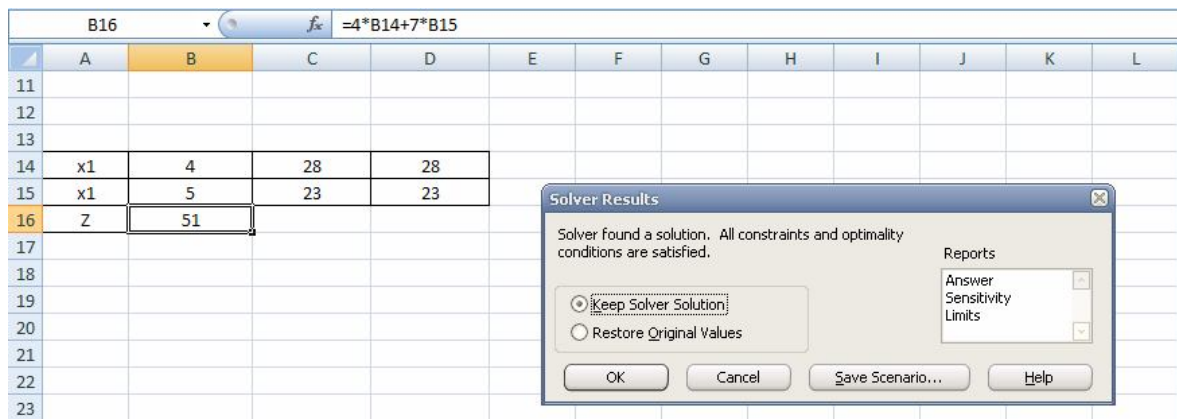 B16 fx =4*B14+7*B15
A B C D E F G H I J K L
11
12
13
14 x1 4 28 28
15 x1 5 23 23
16 Z 51
17
18
19
20
21
22
23
Solver Results
Solver found a solution. All constraints and optimality
conditions are satisfied.
Reports
Answer
Sensitivity
Limits
Keep Solver Solution
Restore Original Values
OK Cancel Save Scenario... Help